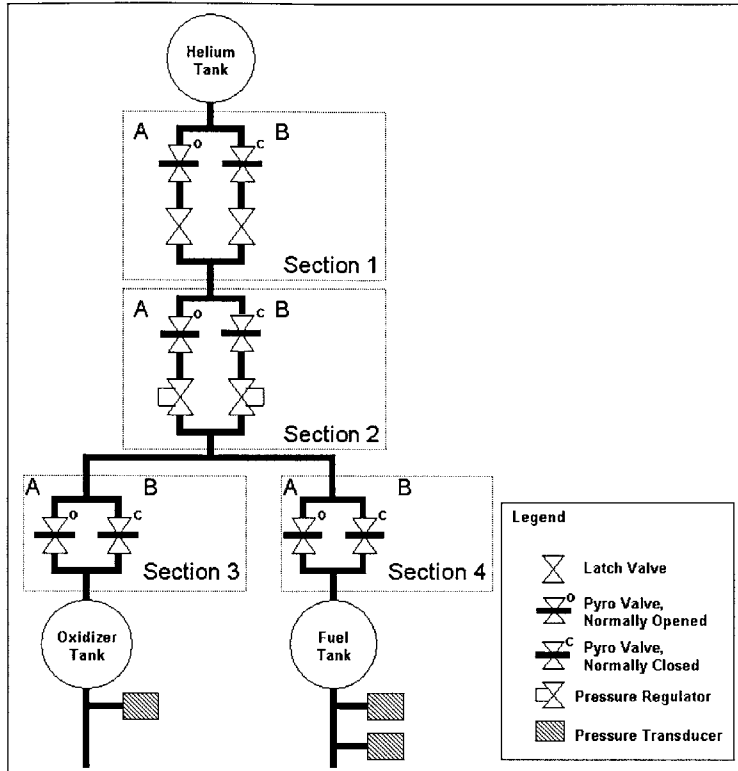 Helium
Tank
A
B
o
c
Section 1
A
B
o
c
Section 2
A
B
o
c
Section 3
A
B
o
c
Section 4
Oxidizer
Tank
Fuel
Tank
Legend
Latch Valve
o
Pyro Valve,
Normally Opened
c
Pyro Valve,
Normally Closed
Pressure Regulator
Pressure Transducer